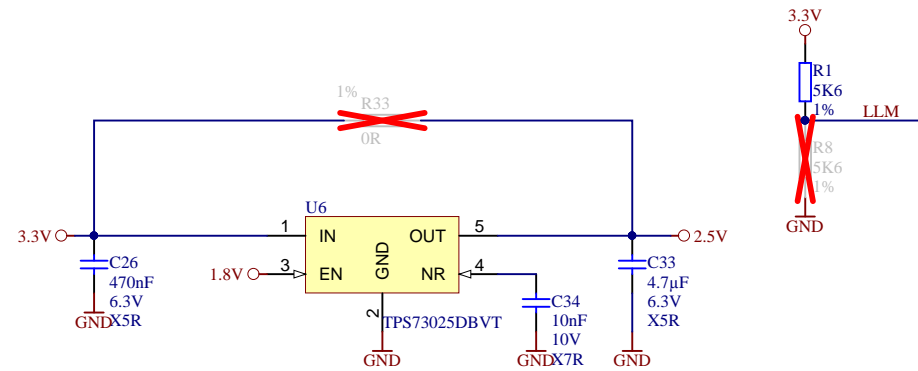 3.3V
R1
5K6
1%
LLM
R8
5K6
1%
GND
1%
R33
0R
U6
3.3V
1
IN
OUT
5
2.5V
1.8V
3
EN
GND
NR
4
2
TPS73025DBVT
GND
C26
470nF
6.3V
X5R
GND
C34
10nF
10V
X7R
GND
C33
4.7µF
6.3V
X5R
GND